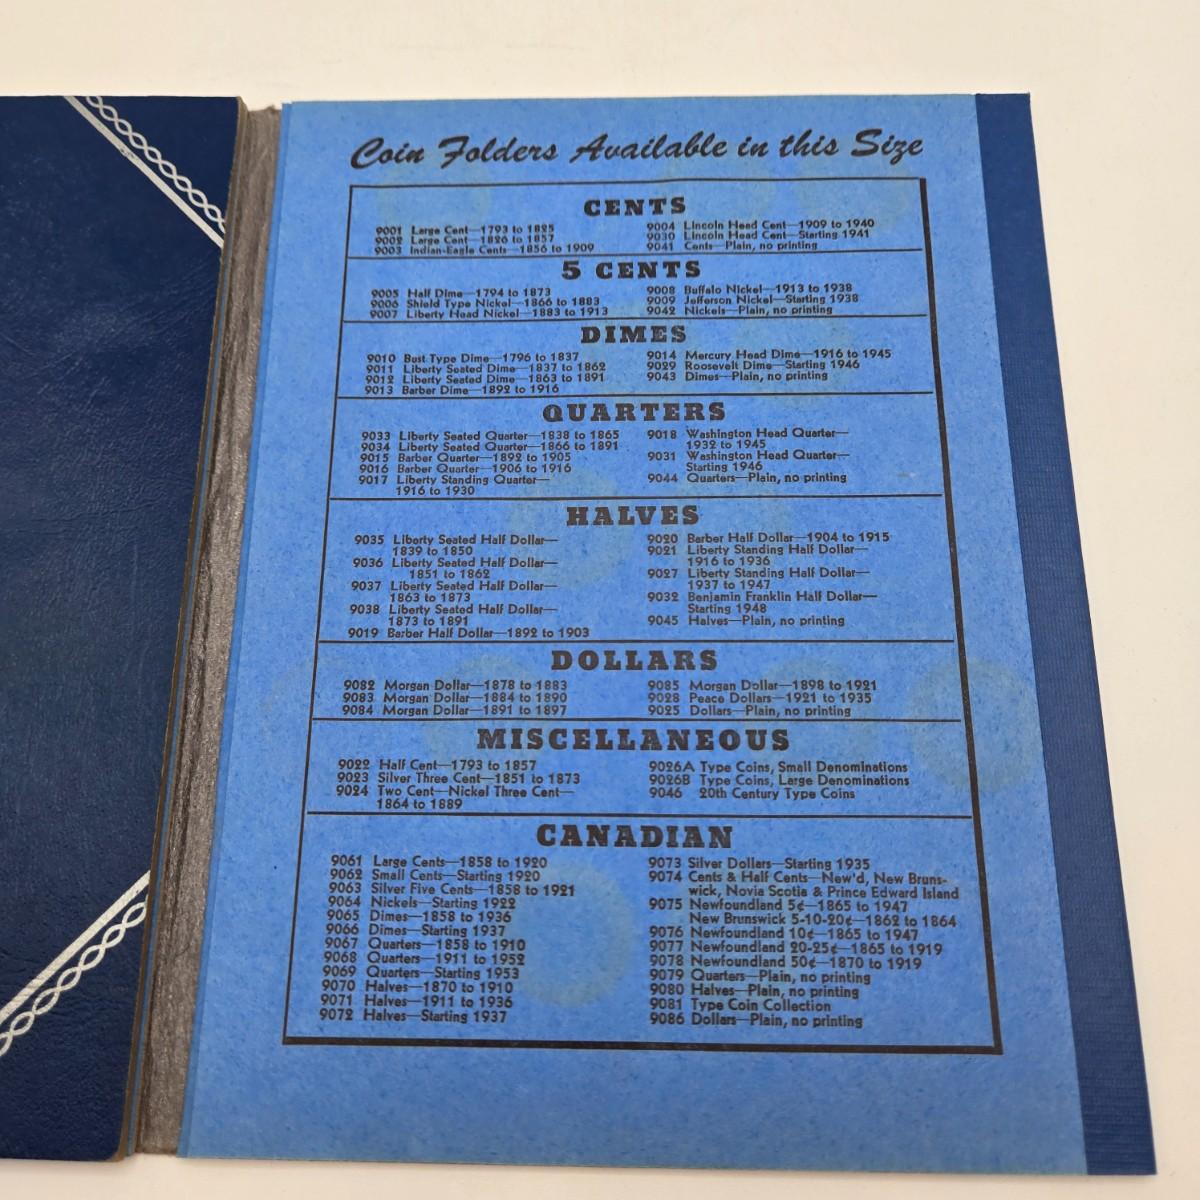 Coin Folders Available in this Size
CENTS
9001 Large Cent—1793 to 1825
9002 Large Cent—1826 to 1857
9003 Indian-Eagle Cents—1856 to 1909
9004 Lincoln Head Cent—1909 to 1940
9030 Lincoln Head Cent—Starting 1941
9041 Cents—Plain, no printing
5 CENTS
9005 Half Dime—1794 to 1873
9006 Shield Type Nickel—1866 to 1883
9007 Liberty Head Nickel—1883 to 1913
9008 Buffalo Nickel—1913 to 1938
9009 Jefferson Nickel—Starting 1938
9042 Nickels—Plain, no printing
DIMES
9010 Bust Type Dime—1796 to 1837
9011 Liberty Seated Dime—1837 to 1862
9012 Liberty Seated Dime—1863 to 1891
9013 Barber Dime—1892 to 1916
9014 Mercury Head Dime—1916 to 1945
9029 Roosevelt Dime—Starting 1946
9043 Dimes—Plain, no printing
QUARTERS
9033 Liberty Seated Quarter—1838 to 1865
9034 Liberty Seated Quarter—1866 to 1891
9015 Barber Quarter—1892 to 1905
9016 Barber Quarter—1906 to 1916
9017 Liberty Standing Quarter—
1916 to 1930
9018 Washington Head Quarter—
1932 to 1945
9031 Washington Head Quarter—
Starting 1946
9044 Quarters—Plain, no printing
HALVES
9035 Liberty Seated Half Dollar—
1839 to 1850
9036 Liberty Seated Half Dollar—
1851 to 1862
9037 Liberty Seated Half Dollar—
1863 to 1873
9038 Liberty Seated Half Dollar—
1873 to 1891
9019 Barber Half Dollar—1892 to 1903
9020 Barber Half Dollar—1904 to 1915
9021 Liberty Standing Half Dollar—
1916 to 1936
9027 Liberty Standing Half Dollar—
1937 to 1947
9032 Benjamin Franklin Half Dollar—
Starting 1948
9045 Halves—Plain, no printing
DOLLARS
9082 Morgan Dollar—1878 to 1883
9083 Morgan Dollar—1884 to 1890
9084 Morgan Dollar—1891 to 1897
9085 Morgan Dollar—1898 to 1921
9028 Peace Dollars—1921 to 1935
9025 Dollars—Plain, no printing
MISCELLANEOUS
9022 Half Cent—1793 to 1857
9023 Silver Three Cent—1851 to 1873
9024 Two Cent—Nickel Three Cent—
1864 to 1889
9026A Type Coins, Small Denominations
9026B Type Coins, Large Denominations
9046 20th Century Type Coins
CANADIAN
9061 Large Cents—1858 to 1920
9062 Small Cents—Starting 1920
9063 Silver Five Cents—1858 to 1921
9064 Nickels—Starting 1922
9065 Dimes—1858 to 1936
9066 Dimes—Starting 1937
9067 Quarters—1858 to 1910
9068 Quarters—1911 to 1952
9069 Quarters—Starting 1953
9070 Halves—1870 to 1910
9071 Halves—1911 to 1936
9072 Halves—Starting 1937
9073 Silver Dollars—Starting 1935
9074 Cents & Half Cents—New'd, New Bruns-
wick, Novia Scotia & Prince Edward Island
9075 Newfoundland 5¢—1865 to 1947
New Brunswick 5-10-20¢—1862 to 1864
9076 Newfoundland 10¢—1865 to 1947
9077 Newfoundland 20-25¢—1865 to 1919
9078 Newfoundland 50¢—1870 to 1919
9079 Quarters—Plain, no printing
9080 Halves—Plain, no printing
9081 Type Coin Collection
9086 Dollars—Plain, no printing